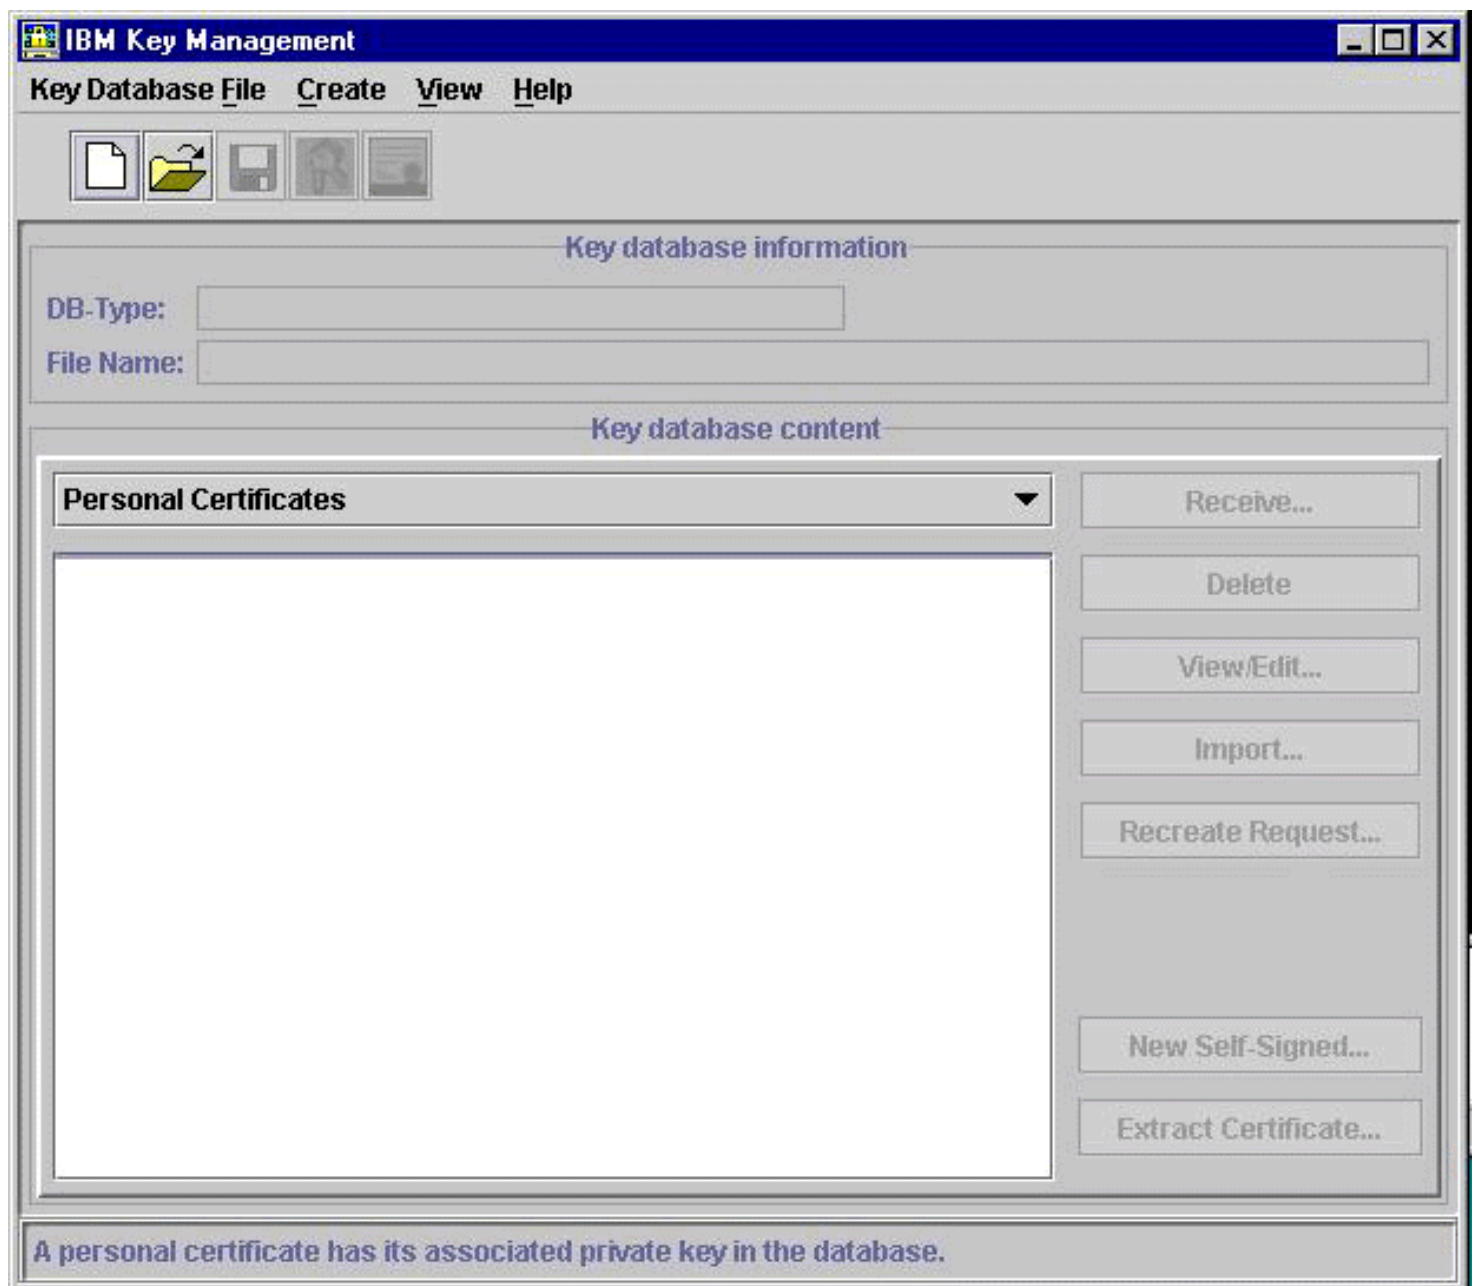 IBM Key Management
Key Database File Create View Help
Key database information
DB-Type:
File Name:
Key database content
Personal Certificates
Receive...
Delete
View/Edit...
Import...
Recreate Request...
New Self-Signed...
Extract Certificate...
A personal certificate has its associated private key in the database.